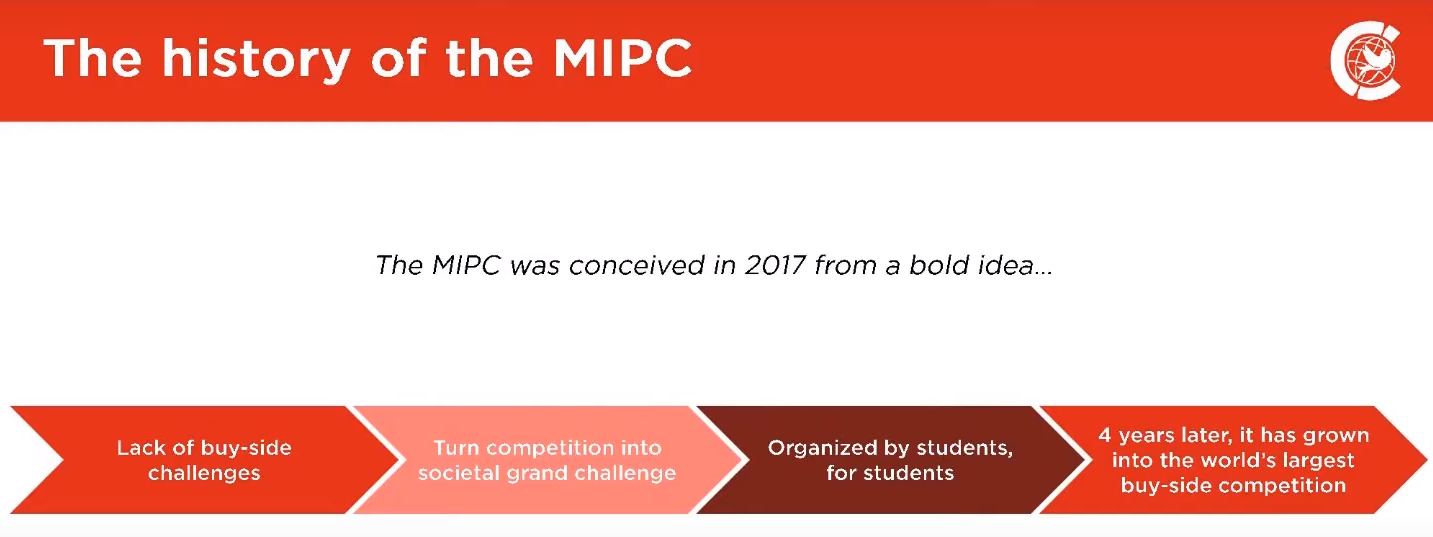 The history of the MIPC
The MIPC was conceived in 2017 from a bold idea...
Lack of buy-side
challenges
Turn competition into
societal grand challenge
Organized by students,
for students
4 years later, it has grown
into the world's largest
buy-side competition